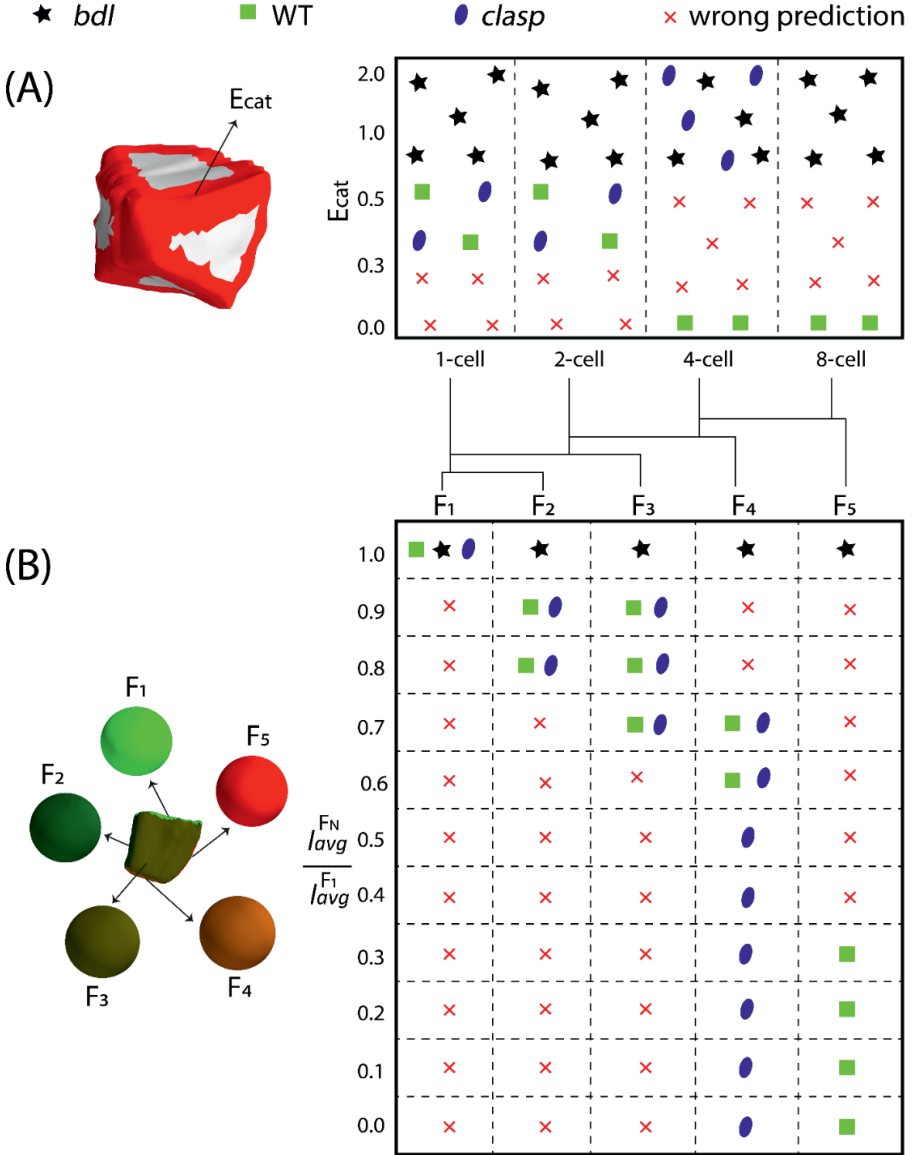 bdl WT clasp wrong prediction
(A)
Ecat
Ecat
2.0
1.0
0.5
0.3
0.0
1-cell 2-cell 4-cell 8-cell
F1 F2 F3 F4 F5
(B)
F1
F2
F5
F3
F4
I avg FN
I avg F1
1.0
0.9
0.8
0.7
0.6
0.5
0.4
0.3
0.2
0.1
0.0